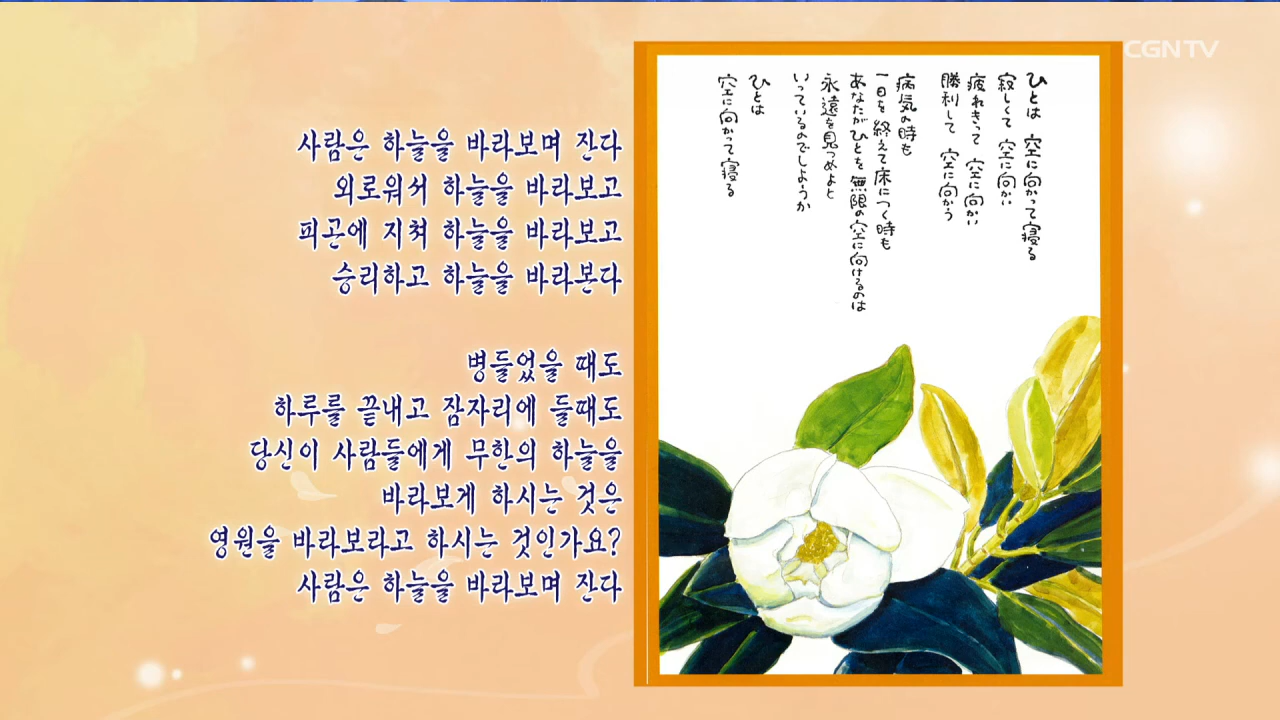 CGNTV
사람은 하늘을 바라보며 잔다
외로워서 하늘을 바라보고
피곤에 지쳐 하늘을 바라보고
승리하고 하늘을 바라본다
병들었을 때도
하루를 끝내고 잠자리에 들때도
당신이 사람들에게 무한의 하늘을
바라보게 하시는 것은
영원을 바라보라고 하시는 것인가요?
사람은 하늘을 바라보며 잔다
ひとは 空に向かって寝る
寂しくて 空に向かい
疲れきって 空に向かい
勝利して 空に向かう
病気の時も
一日を終えて床につく時も
あなたがひとを無限の空に向けるのは
永遠を見つめよと
いっているのでしょうか
ひとは
空に向かって寝る